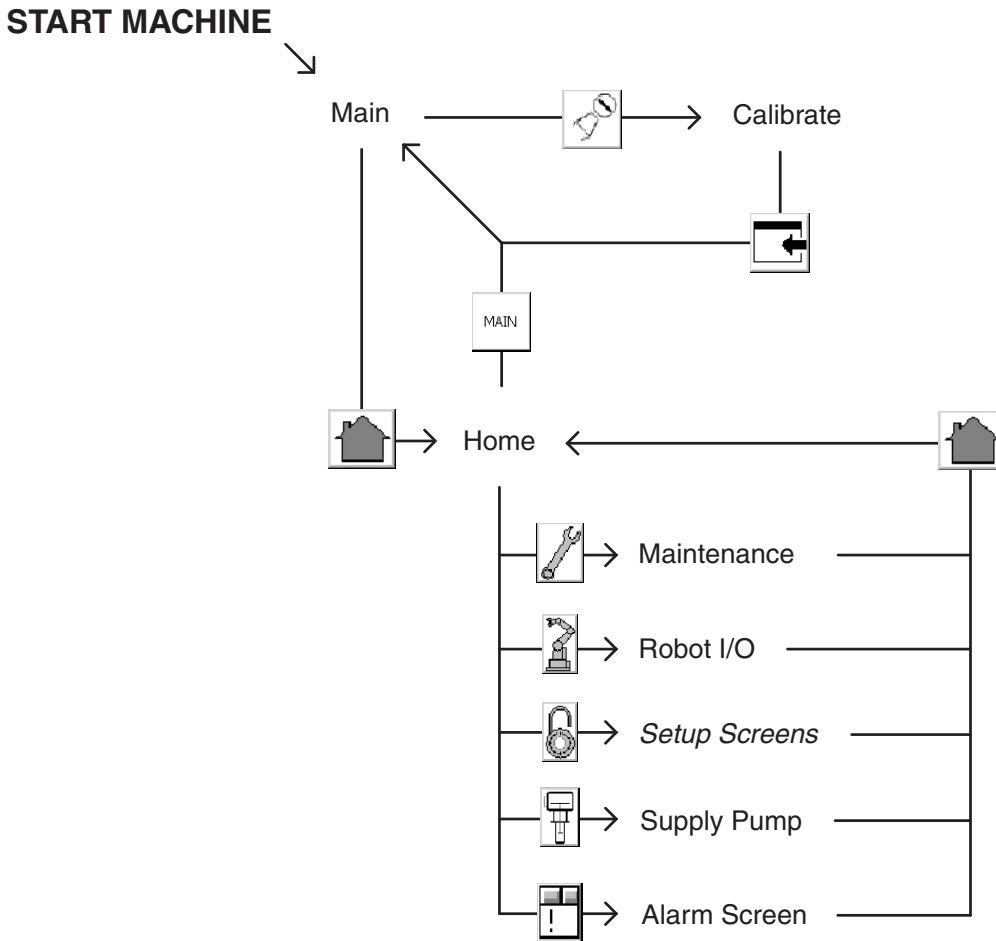 START MACHINE
Main
Calibrate
MAIN
Home
Maintenance
Robot I/O
Setup Screens
Supply Pump
!
Alarm Screen